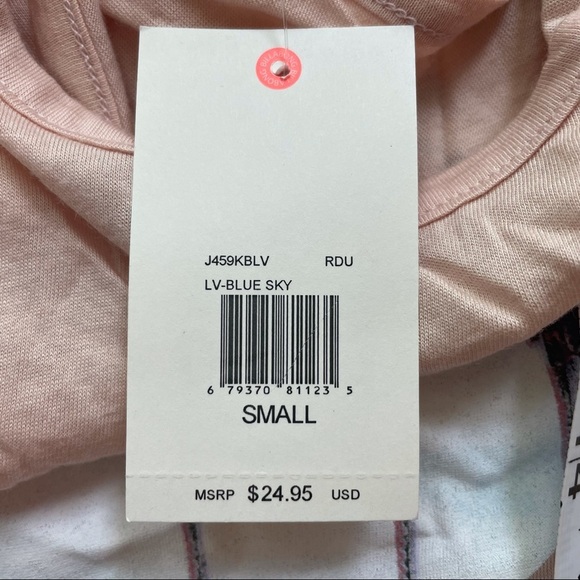 J459KBLV RDU
LV-BLUE SKY
6 79370 81123 5
SMALL
MSRP $24.95 USD